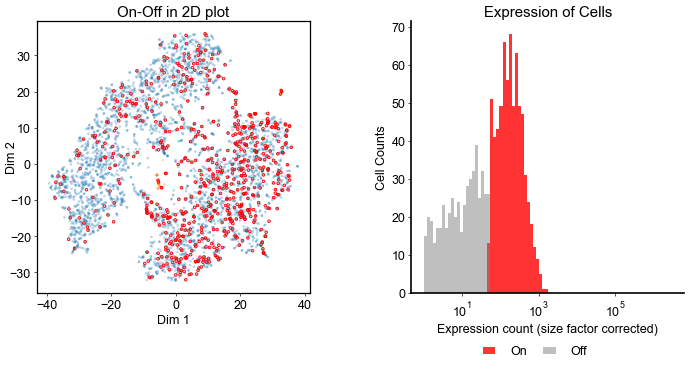 On-Off in 2D plot
Expression of Cells
Dim 2
30
20
10
0
−10
−20
−30
−40
−20
0
20
40
Dim 1
Cell Counts
70
60
50
40
30
20
10
0
10^1
10^3
10^5
Expression count (size factor corrected)
On
Off